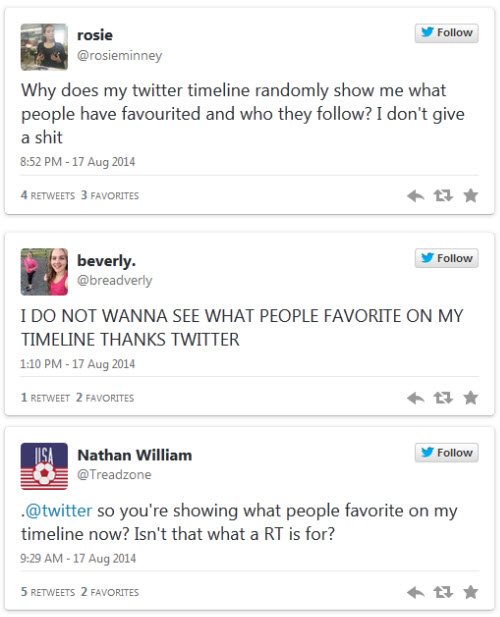 rosie
Follow
@rosieminney
Why does my twitter timeline randomly show me what
people have favourited and who they follow? I don't give
a shit
8:52 PM - 17 Aug 2014
4 RETWEETS 3 FAVORITES
beverly.
Follow
@breadverly
I DO NOT WANNA SEE WHAT PEOPLE FAVORITE ON MY
TIMELINE THANKS TWITTER
1:10 PM - 17 Aug 2014
1 RETWEET 2 FAVORITES
USA
Nathan William
Follow
@Treadzone
.@twitter so you're showing what people favorite on my
timeline now? Isn't that what a RT is for?
9:29 AM - 17 Aug 2014
5 RETWEETS 2 FAVORITES